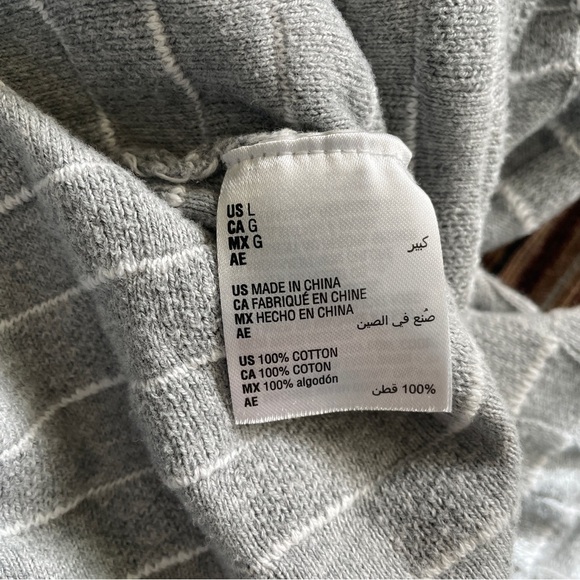 US L
CA G
MX G
AE كبير
US MADE IN CHINA
CA FABRIQUÉ EN CHINE
MX HECHO EN CHINA
AE صُنع في الصين
US 100% COTTON
CA 100% COTON
MX 100% algodón
AE 100% قطن